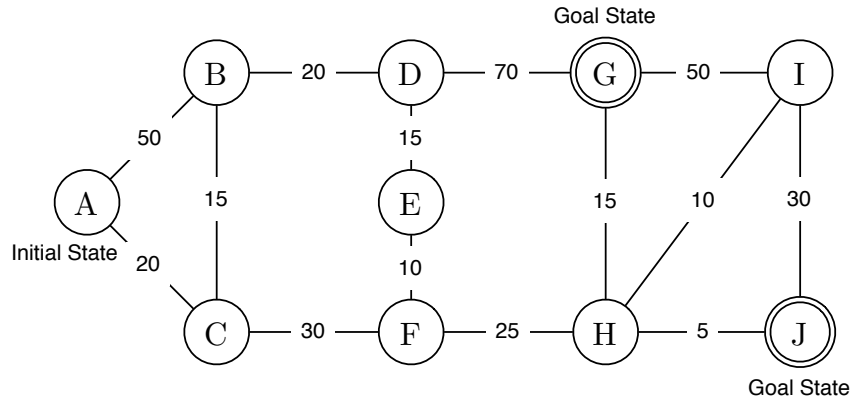 Goal State
B 20 D 70 G 50 I
50 15
A 15 E 15 10 30
Initial State
20 10
C 30 F 25 H 5 J
Goal State